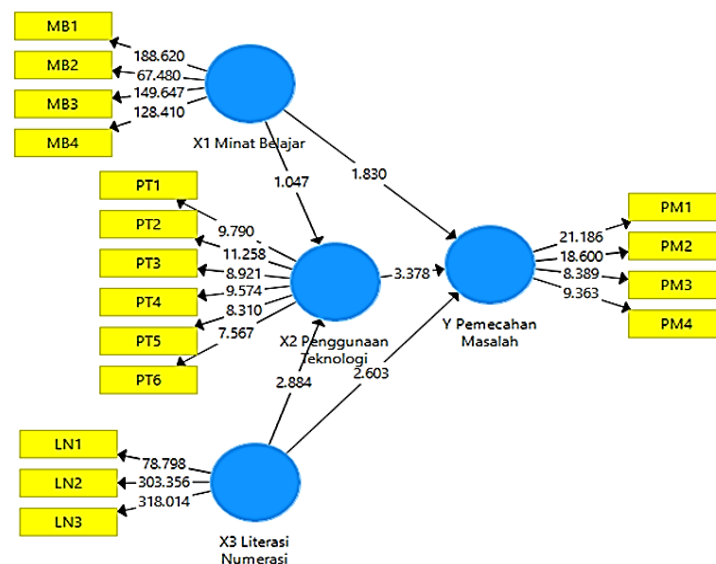 MB1
MB2
MB3
MB4
188.620
67.480
149.647
128.410
X1 Minat Belajar
1.047
1.830
PT1
PT2
PT3
PT4
PT5
PT6
9.790
11.258
8.921
9.574
8.310
7.567
X2 Penggunaan
Teknologi
3.378
PM1
PM2
PM3
PM4
21.186
18.600
8.389
9.363
Y Pemecahan
Masalah
2.884
2.603
LN1
LN2
LN3
78.798
303.356
318.014
X3 Literasi
Numerasi